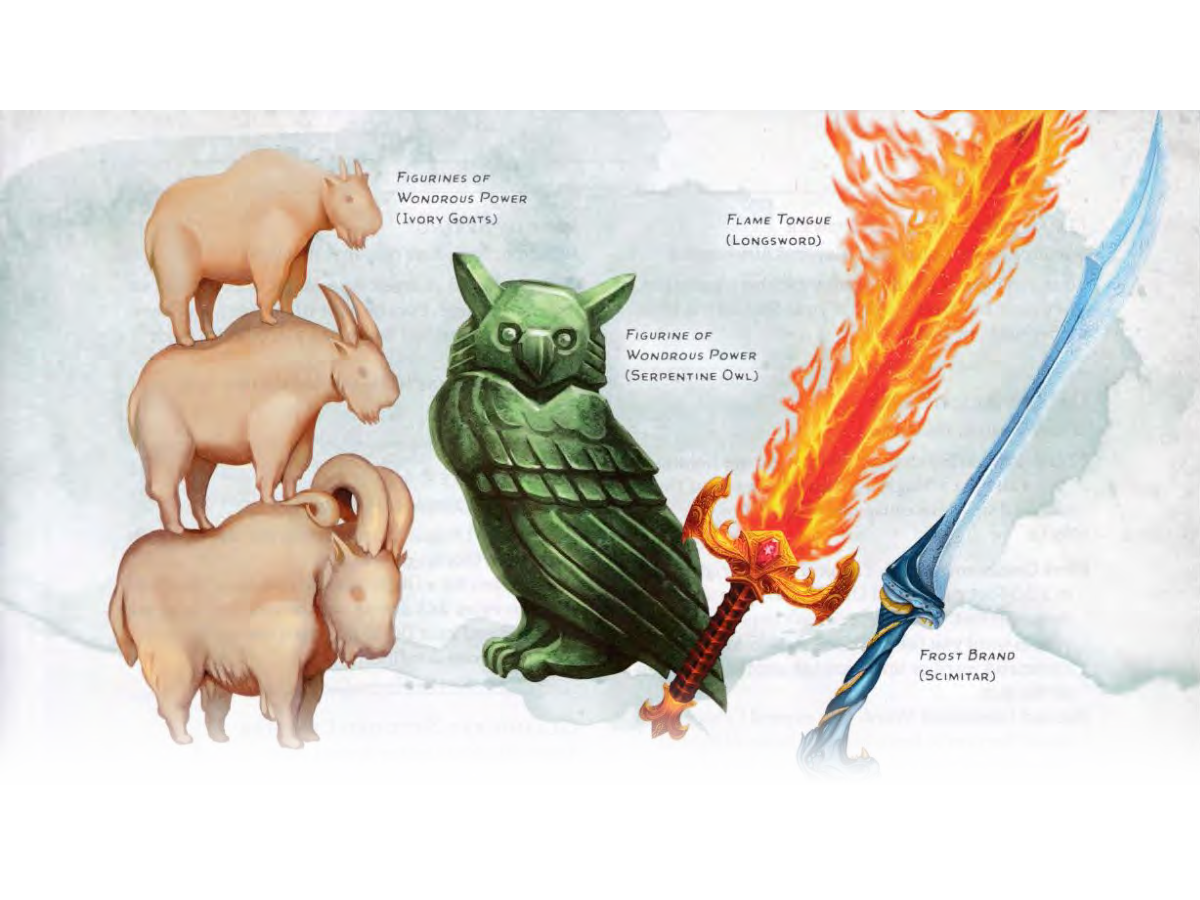 FIGURINES OF
WONDROUS POWER
(IVORY GOATS)
FLAME TONGUE
(LONGSWORD)
FIGURINE OF
WONDROUS POWER
(SERPENTINE OWL)
FROST BRAND
(SCIMITAR)